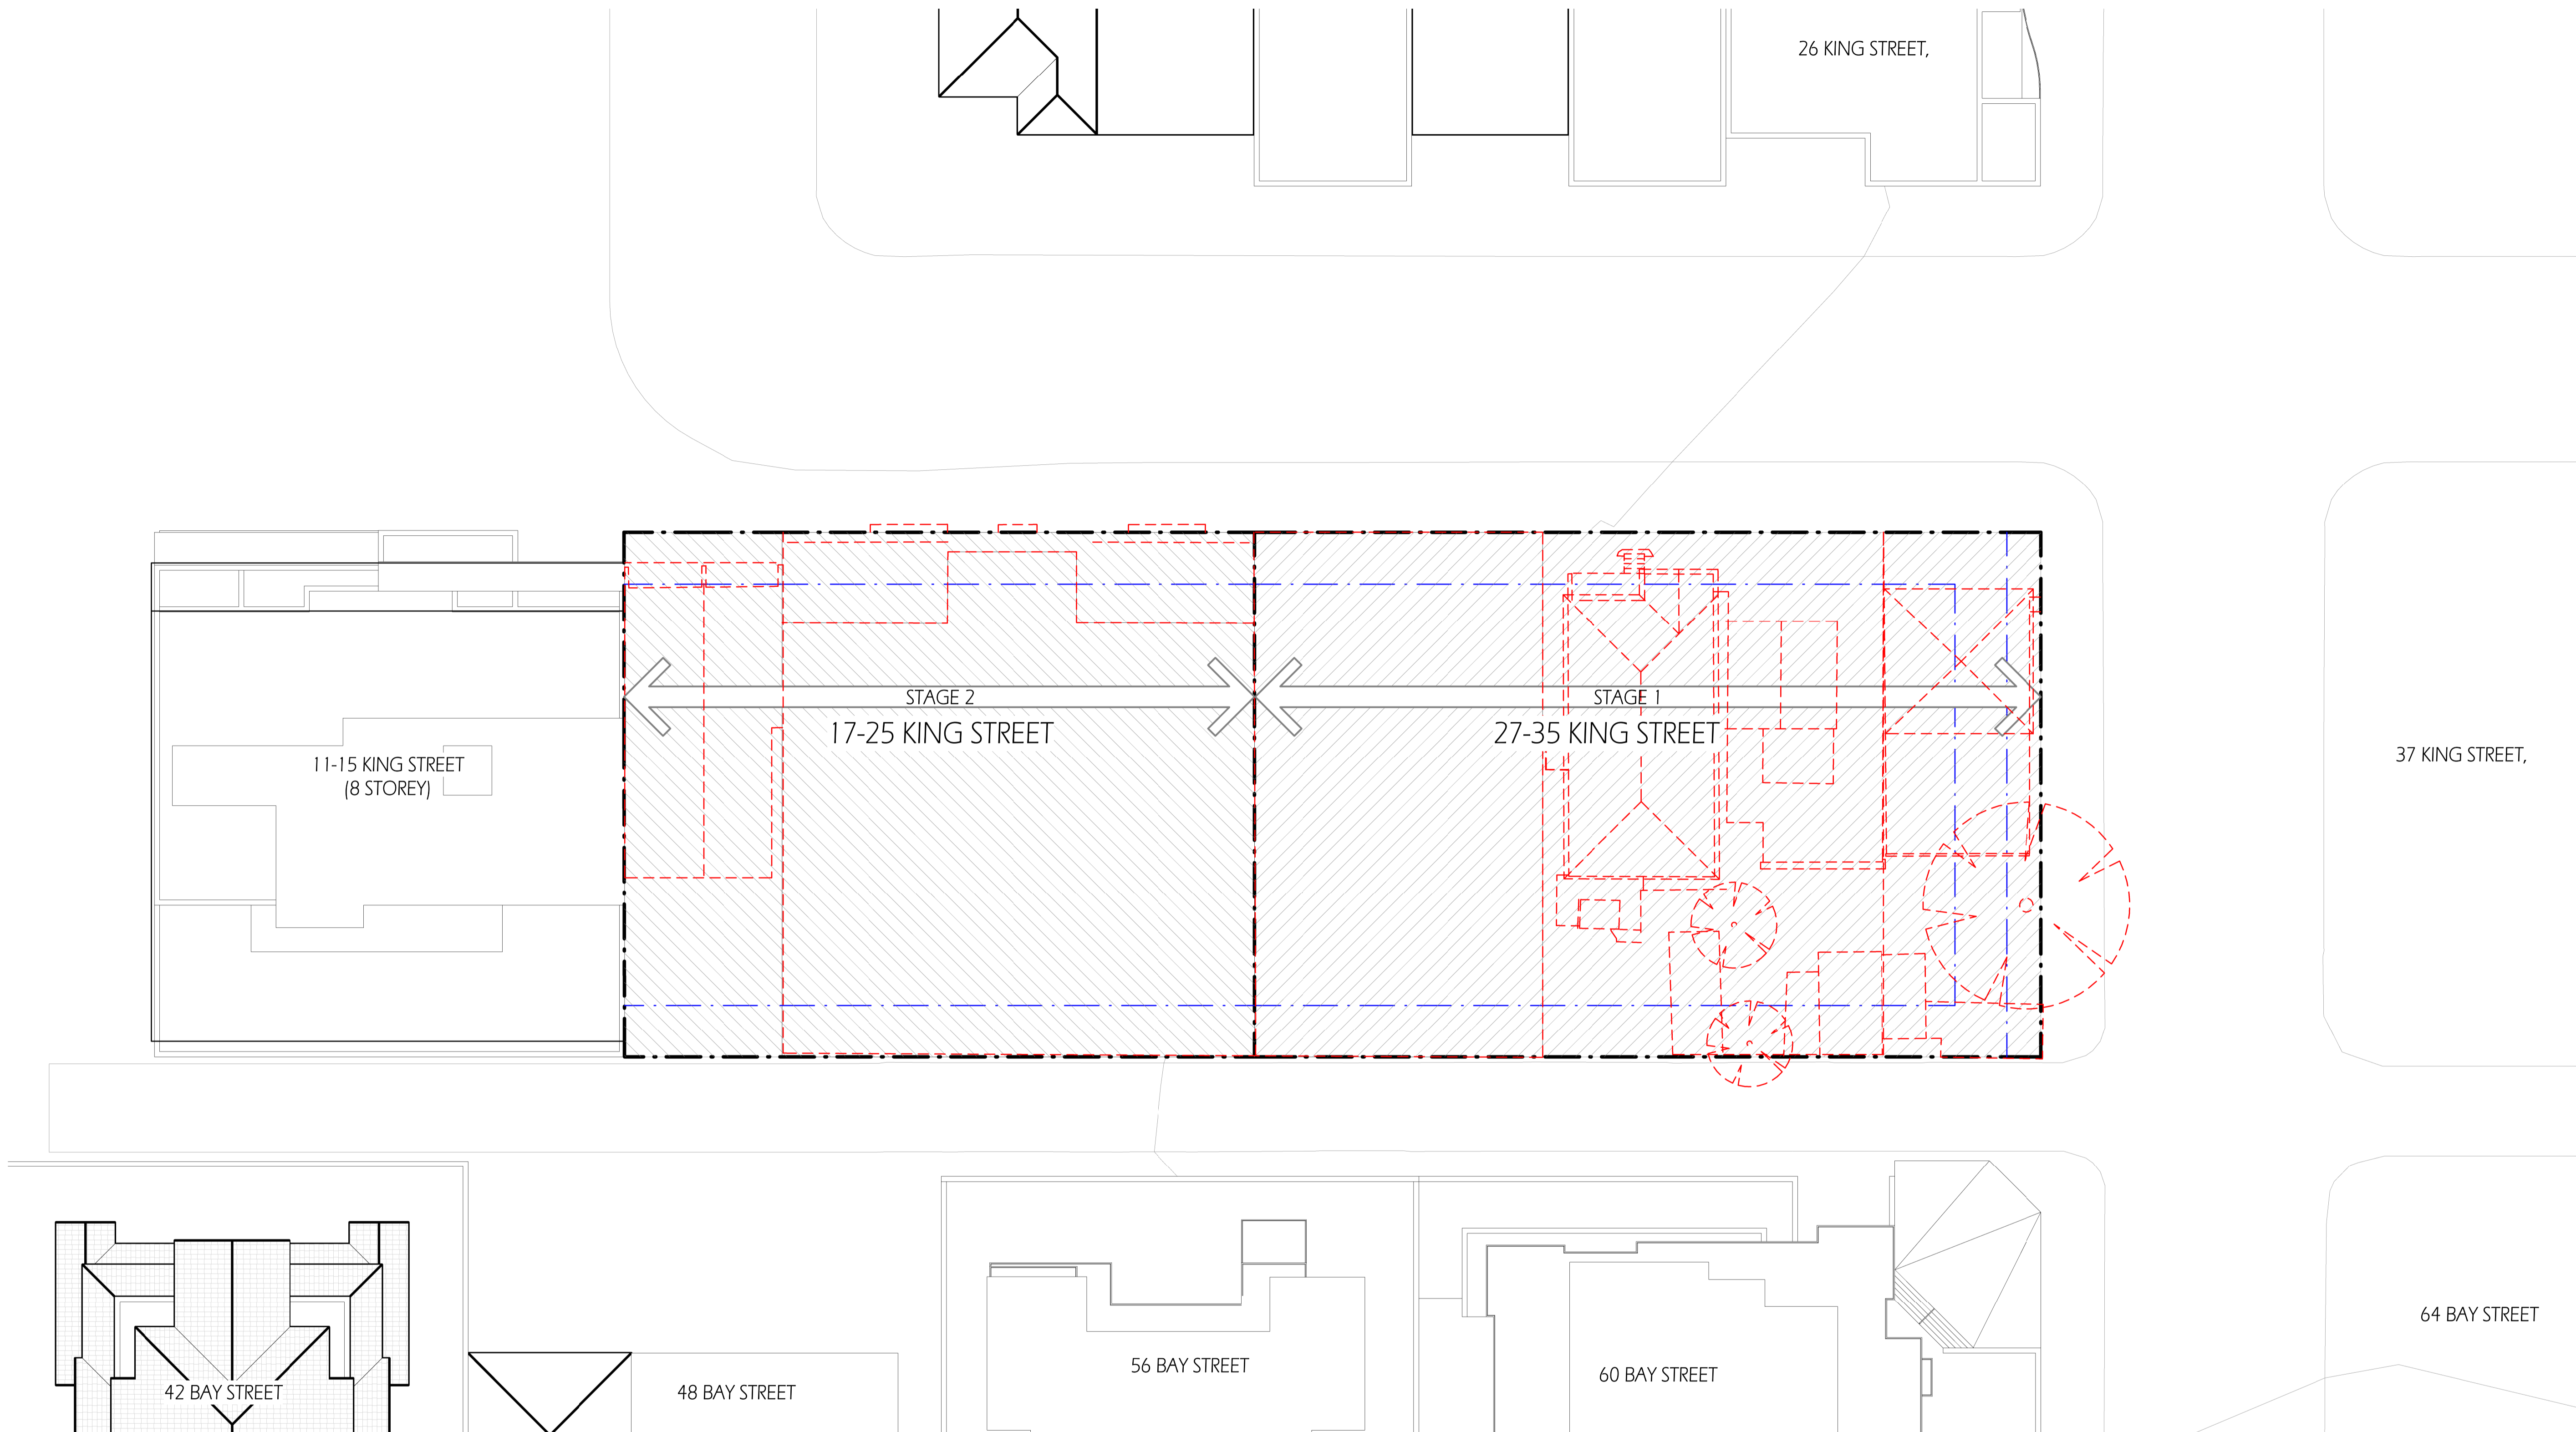 26 KING STREET,
STAGE 2
17-25 KING STREET
STAGE 1
27-35 KING STREET
11-15 KING STREET
(8 STOREY)
37 KING STREET,
42 BAY STREET
48 BAY STREET
56 BAY STREET
60 BAY STREET
64 BAY STREET